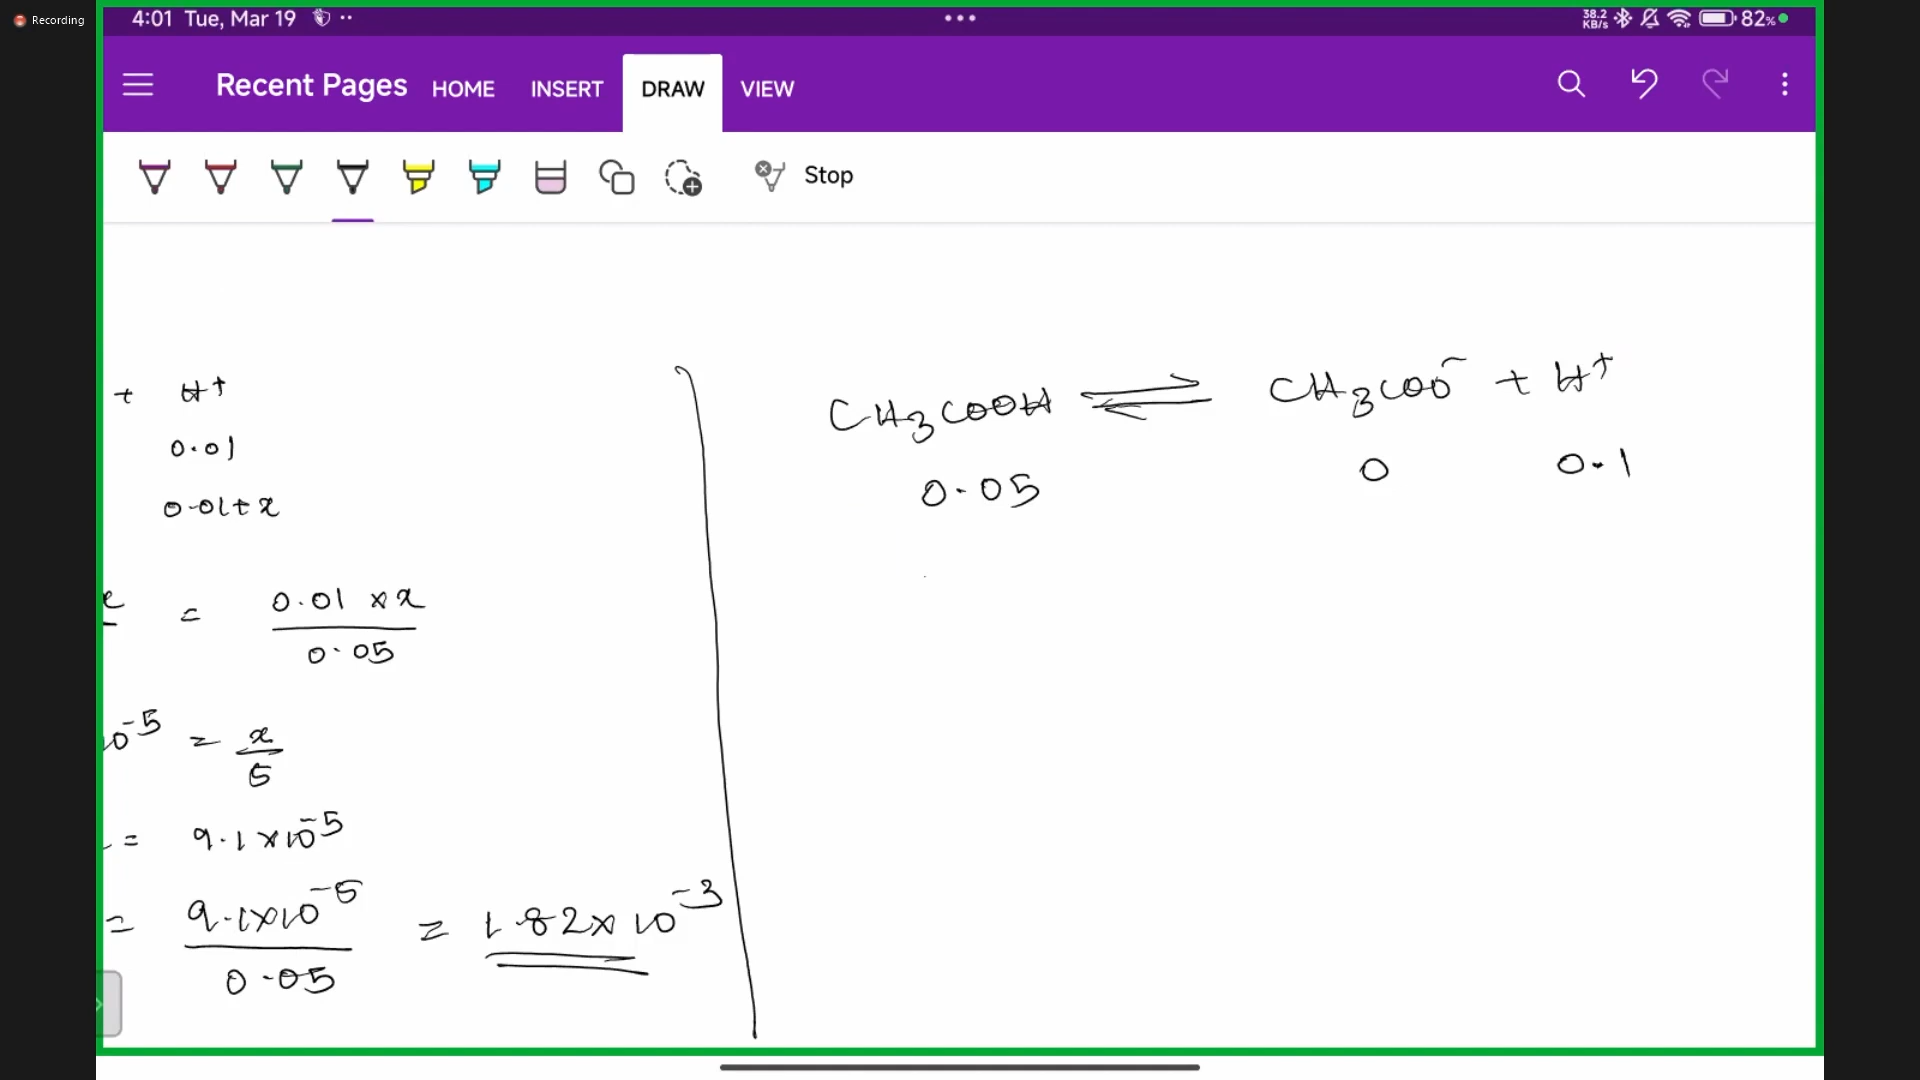 Recording
4:01 Tue, Mar 19
38.2 KB/s
82%
Recent Pages HOME INSERT DRAW VIEW
Stop
+ H⁺
0.01
0.01+x
= 0.01 × x / 0.05
10⁻⁵ = x/5
= 9.1×10⁻⁵
= 9.1×10⁻⁵ / 0.05 = 1.82×10⁻³
CH₃COOH ⇌ CH₃COO⁻ + H⁺
0.05 0 0.1